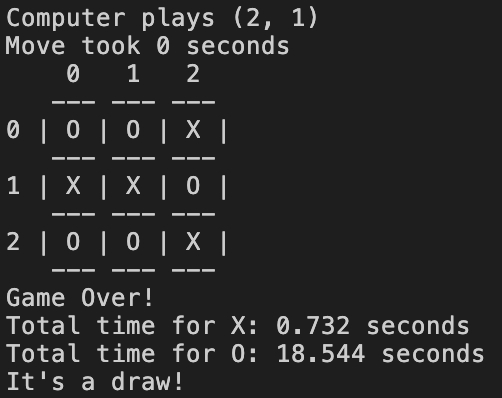 Computer plays (2, 1)
Move took 0 seconds
    0   1   2
   --- --- ---
0 | O | O | X |
   --- --- ---
1 | X | X | O |
   --- --- ---
2 | O | O | X |
   --- --- ---
Game Over!
Total time for X: 0.732 seconds
Total time for O: 18.544 seconds
It's a draw!